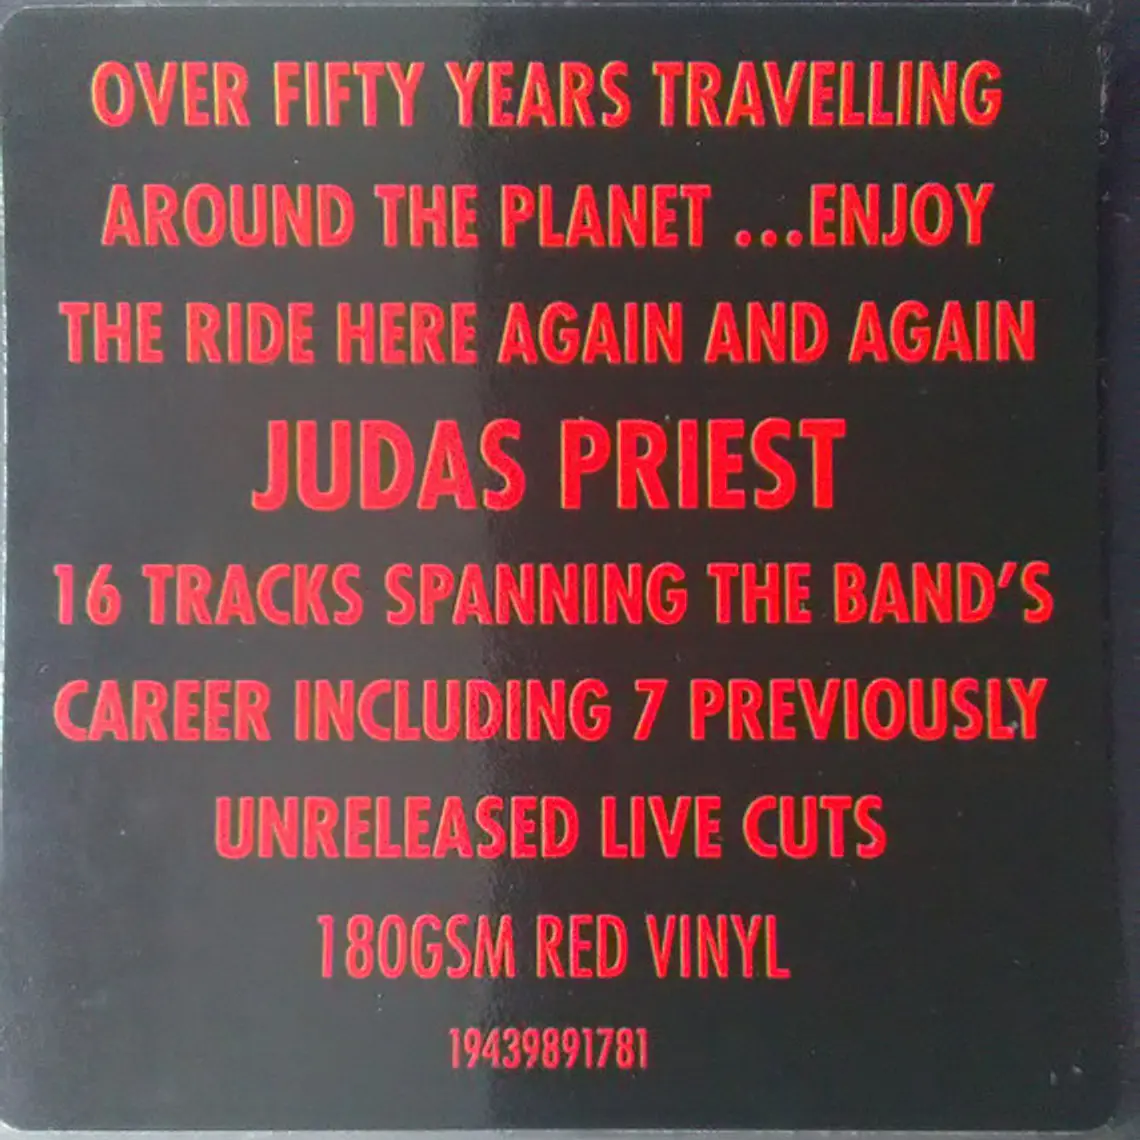 OVER FIFTY YEARS TRAVELLING
AROUND THE PLANET ...ENJOY
THE RIDE HERE AGAIN AND AGAIN
JUDAS PRIEST
16 TRACKS SPANNING THE BAND'S
CAREER INCLUDING 7 PREVIOUSLY
UNRELEASED LIVE CUTS
180GSM RED VINYL
19439891781